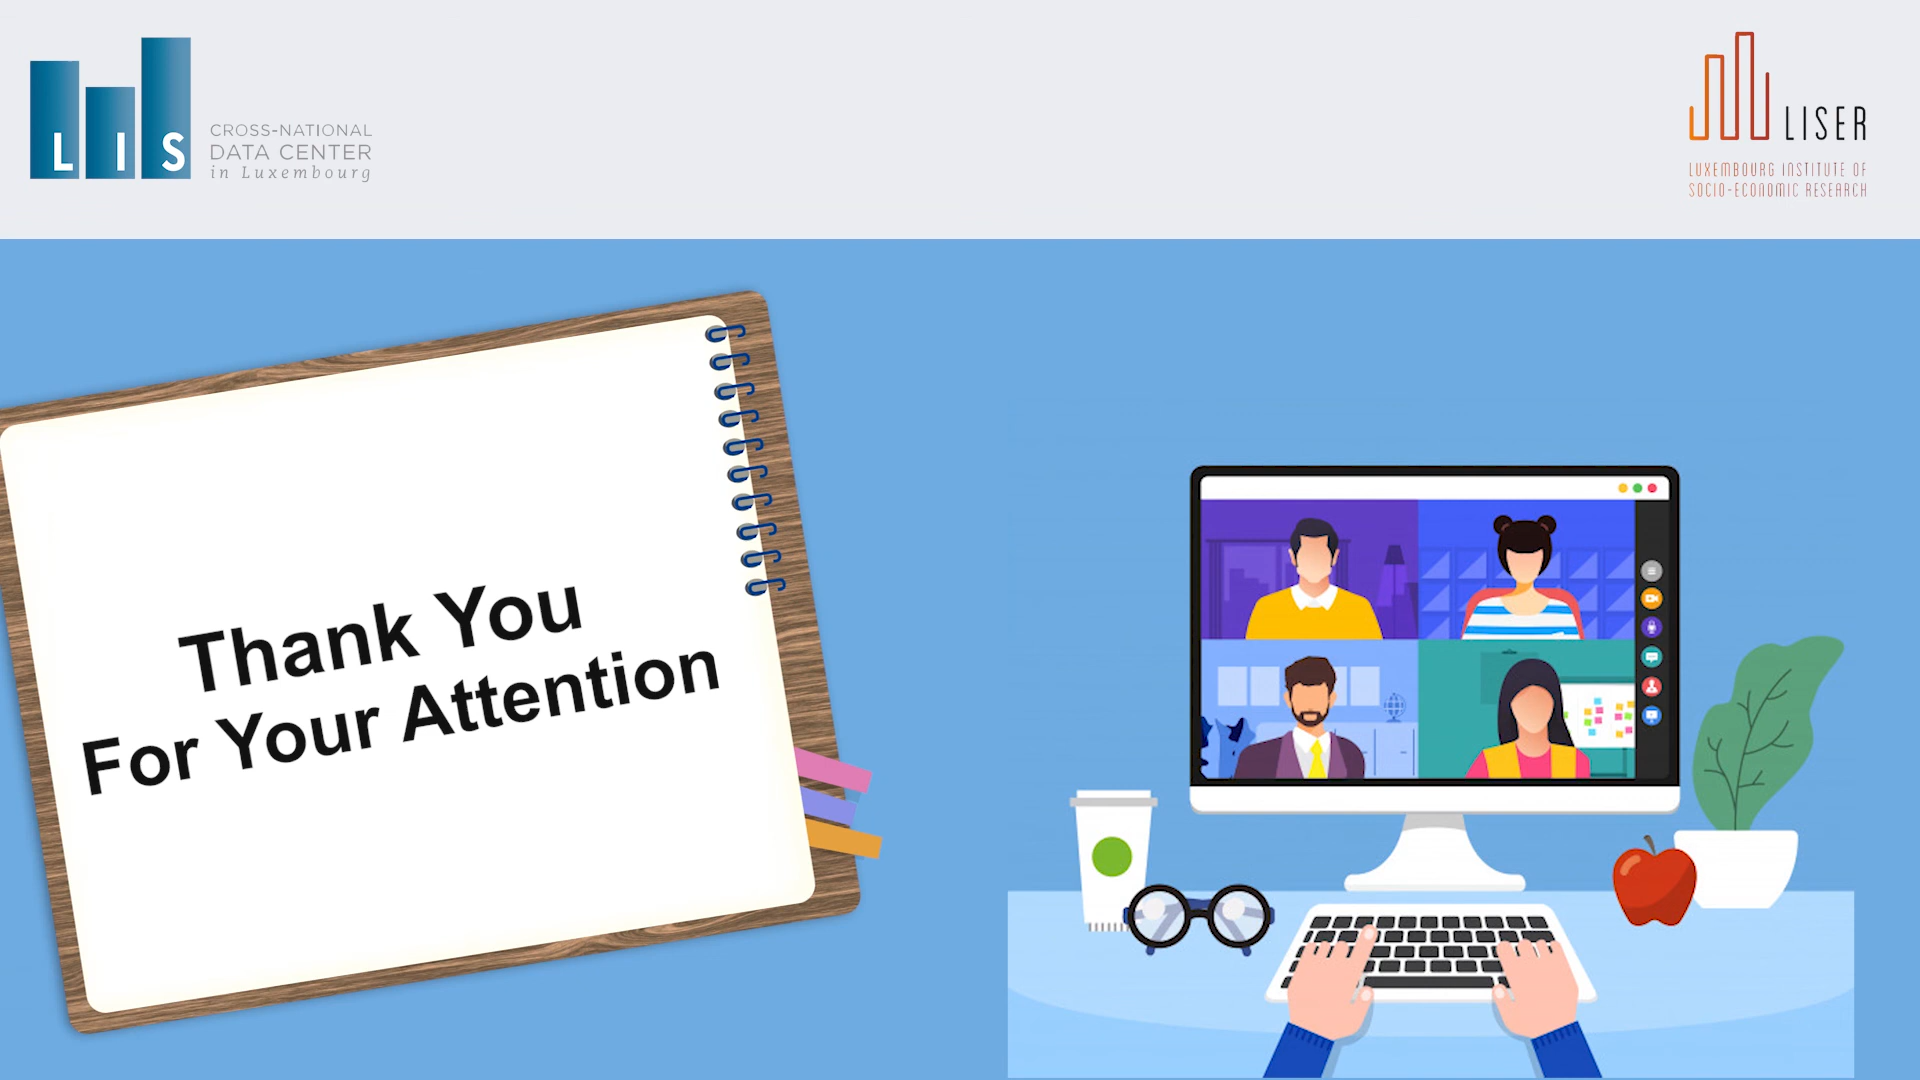 LIS
CROSS-NATIONAL
DATA CENTER
in Luxembourg
LISER
LUXEMBOURG INSTITUTE OF
SOCIO-ECONOMIC RESEARCH
Thank You
For Your Attention